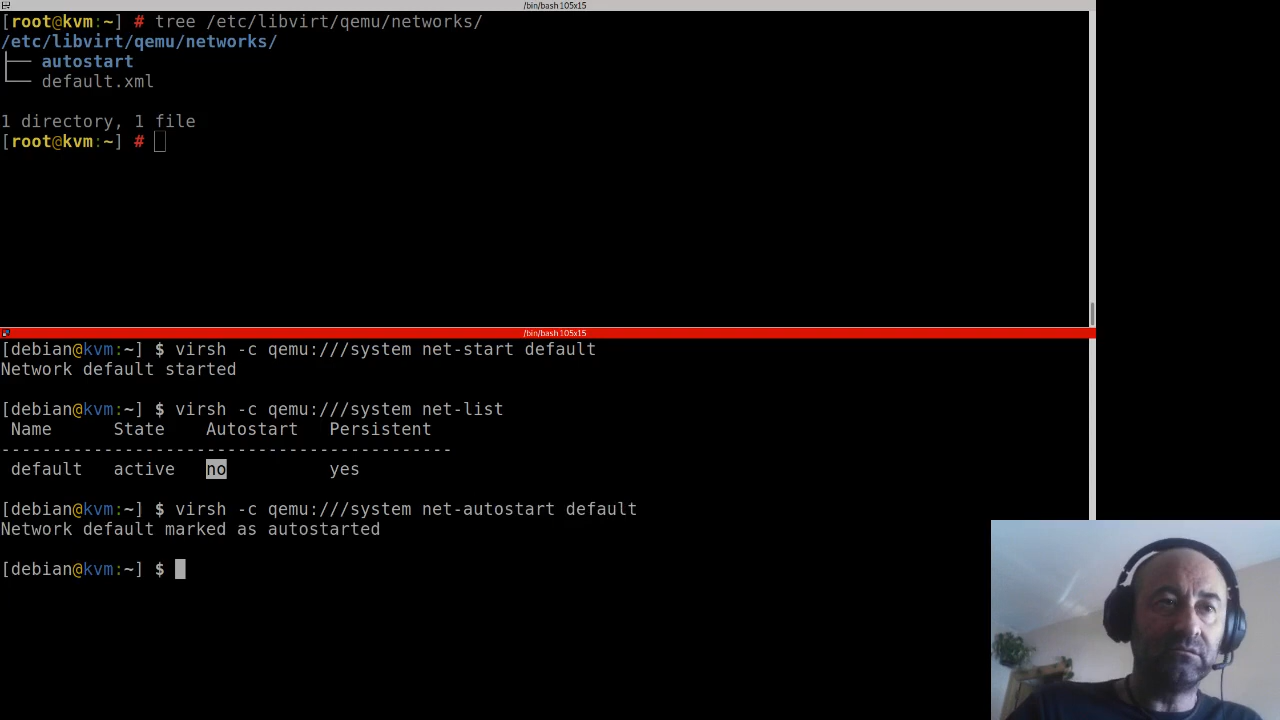 /bin/bash 105x15
[root@kvm:~] # tree /etc/libvirt/qemu/networks/
/etc/libvirt/qemu/networks/
├── autostart
└── default.xml
1 directory, 1 file
[root@kvm:~] #
/bin/bash 105x15
[debian@kvm:~] $ virsh -c qemu:///system net-start default
Network default started
[debian@kvm:~] $ virsh -c qemu:///system net-list
Name State Autostart Persistent
--------------------------------------------
default active no yes
[debian@kvm:~] $ virsh -c qemu:///system net-autostart default
Network default marked as autostarted
[debian@kvm:~] $